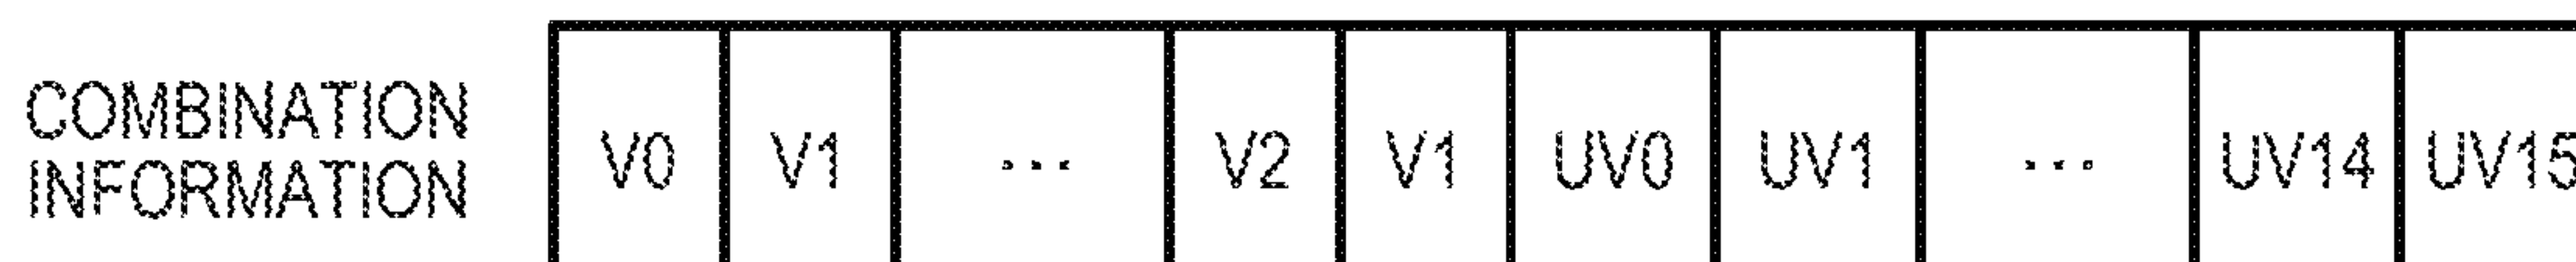 COMBINATION
INFORMATION
V0 V1 ... V2 V1 UV0 UV1 ... UV14 UV15